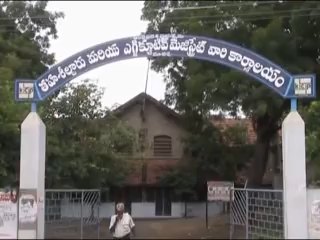 తహశీల్దారు మరియు ఎగ్జిక్యూటివ్ మేజిస్ట్రేట్ వారి కార్యాలయం